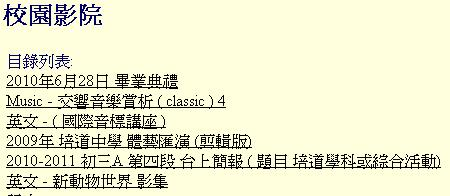 校園影院
目錄列表:
2010年6月28日 畢業典禮
Music - 交響音樂賞析 ( classic ) 4
英文 - ( 國際音標講座 )
2009年 培道中學 體藝匯演 (剪輯版)
2010-2011 初三A 第四段 台上簡報 ( 題目 培道學科或綜合活動)
英文 - 新動物世界 影集